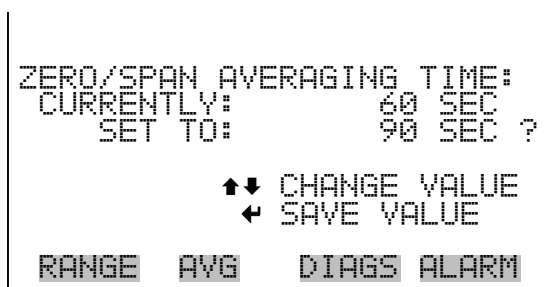 ZERO/SPAN AVERAGING TIME:
CURRENTLY: 60 SEC
SET TO: 90 SEC ?
⬆⬇ CHANGE VALUE
↵ SAVE VALUE
RANGE AVG DIAGS ALARM